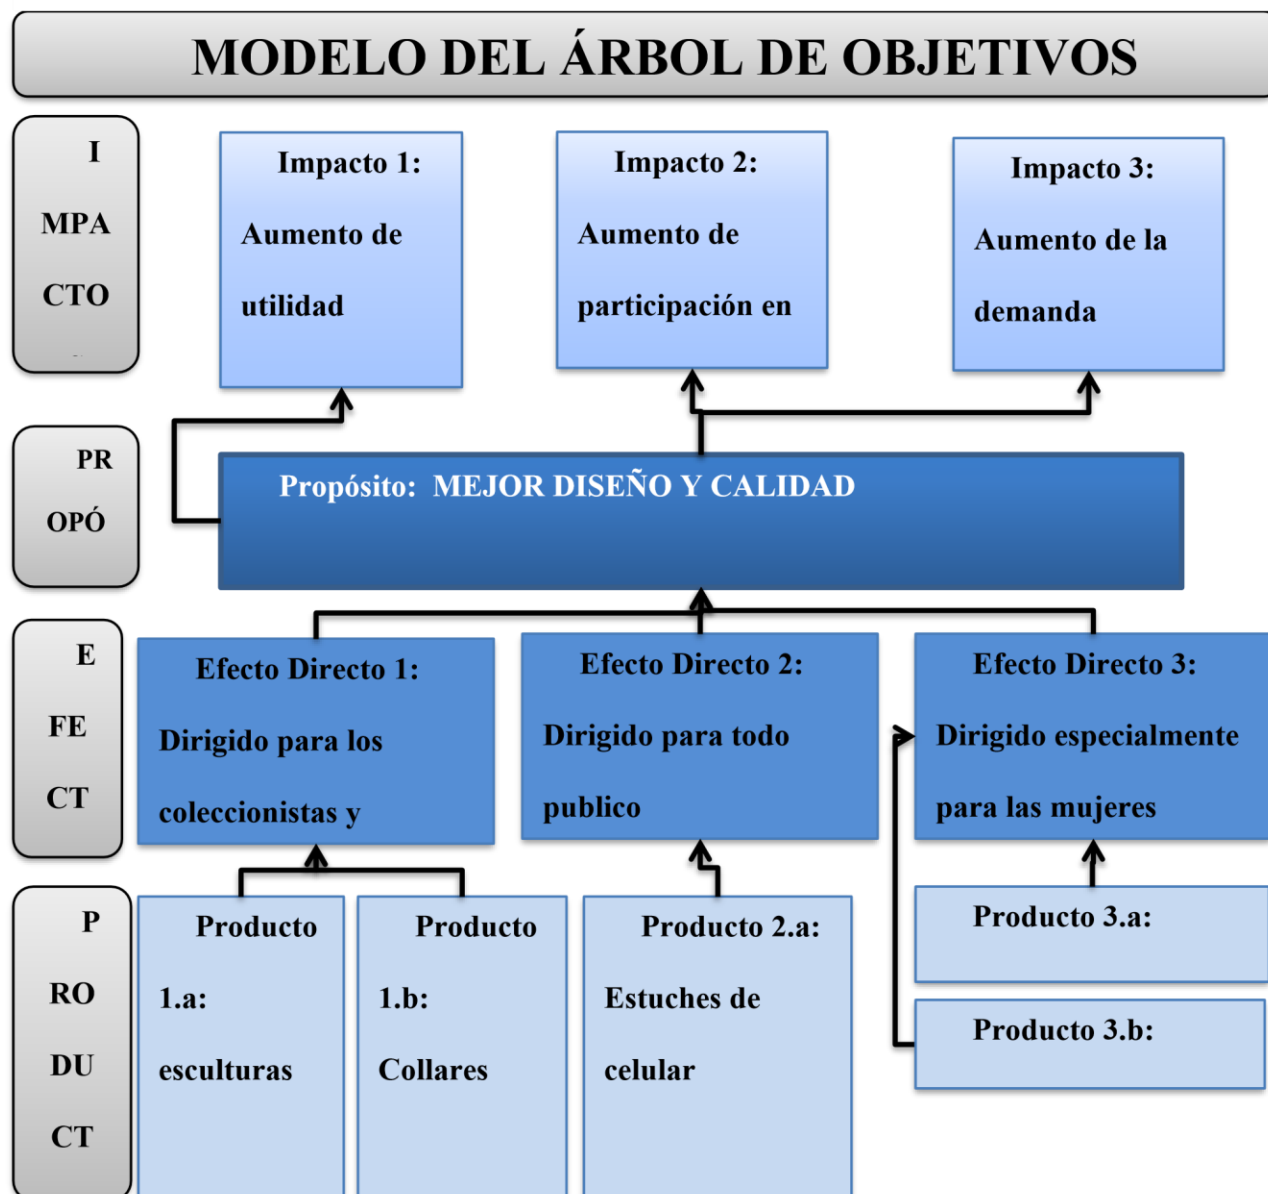 MODELO DEL ÁRBOL DE OBJETIVOS
I
MPA
CTO
Impacto 1:
Aumento de
utilidad
Impacto 2:
Aumento de
participación en
Impacto 3:
Aumento de la
demanda
PR
OPÓ
Propósito: MEJOR DISEÑO Y CALIDAD
E
FE
CT
Efecto Directo 1:
Dirigido para los
coleccionistas y
Efecto Directo 2:
Dirigido para todo
publico
Efecto Directo 3:
Dirigido especialmente
para las mujeres
P
RO
DU
CT
Producto
1.a:
esculturas
Producto
1.b:
Collares
Producto 2.a:
Estuches de
celular
Producto 3.a:
Producto 3.b: